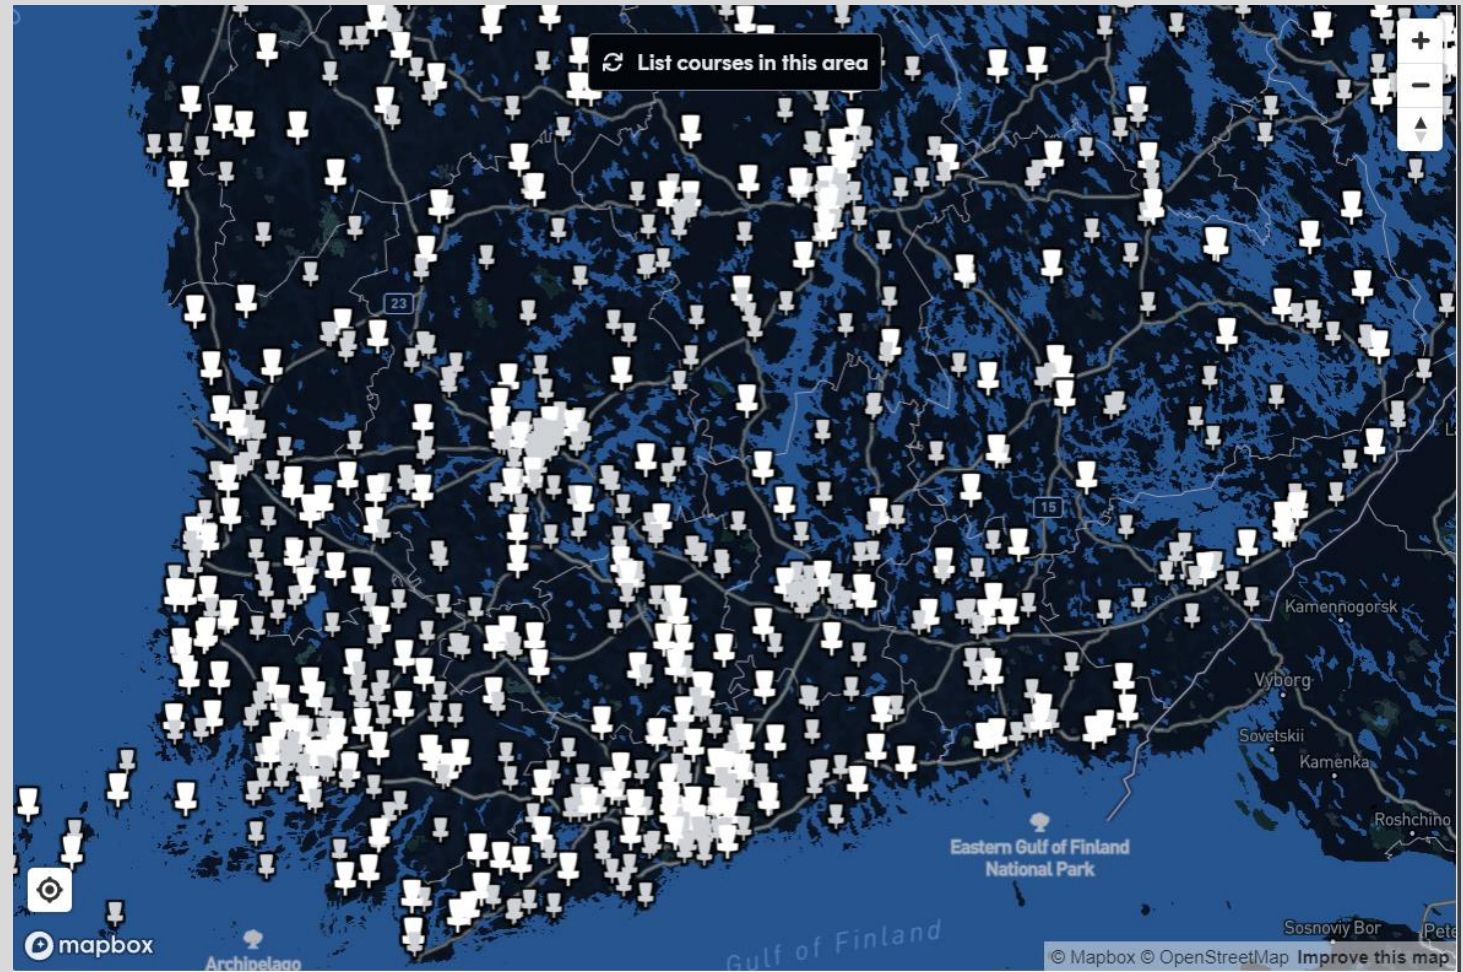 List courses in this area
23
15
Kamennogorsk
Vyborg
Sovetskii
Kamenka
Roshchino
Eastern Gulf of Finland
National Park
Sosnoviy Bor
Gulf of Finland
Archipelago
mapbox
© Mapbox © OpenStreetMap Improve this map